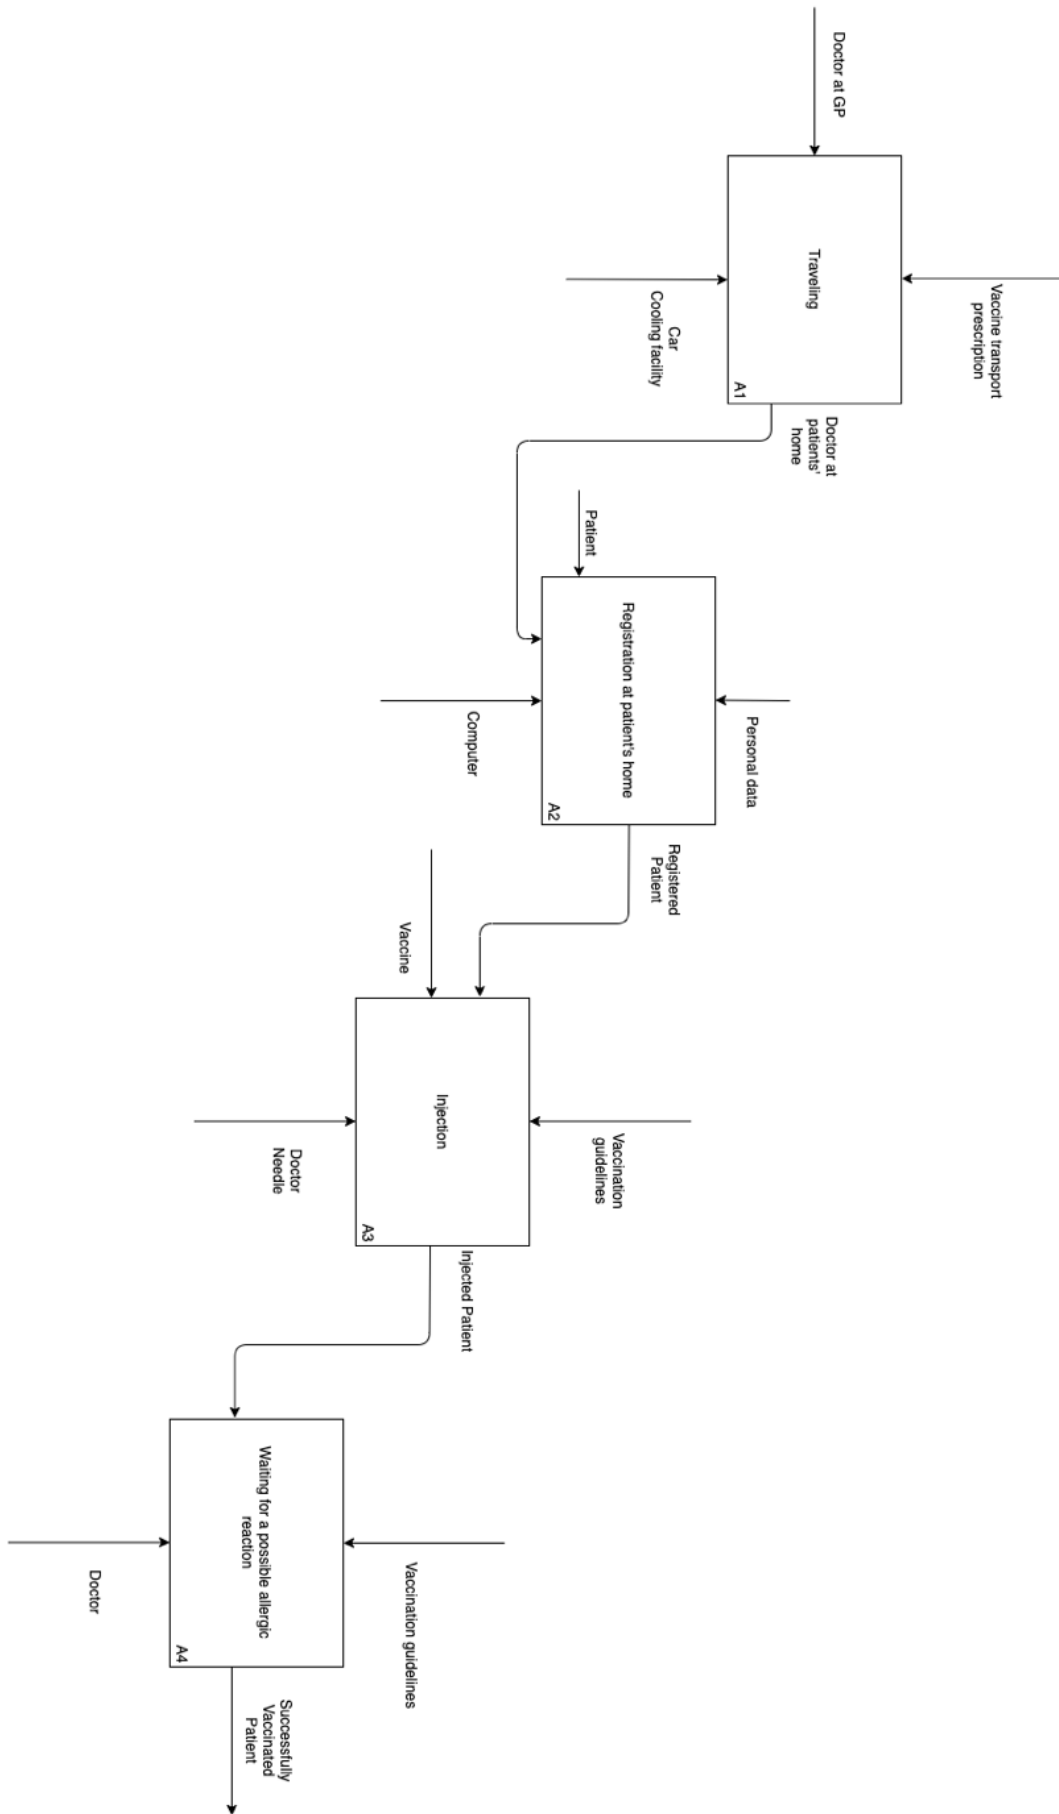 Doctor at GP
Vaccine transport
prescription
Traveling
Car
Cooling facility
A1
Doctor at
patients'
home
Patient
Personal data
Registration at patient's home
Computer
A2
Registered
Patient
Vaccine
Vaccination
guidelines
Injection
Doctor
Needle
A3
Injected Patient
Vaccination guidelines
Waiting for a possible allergic
reaction
Doctor
A4
Successfully
Vaccinated
Patient